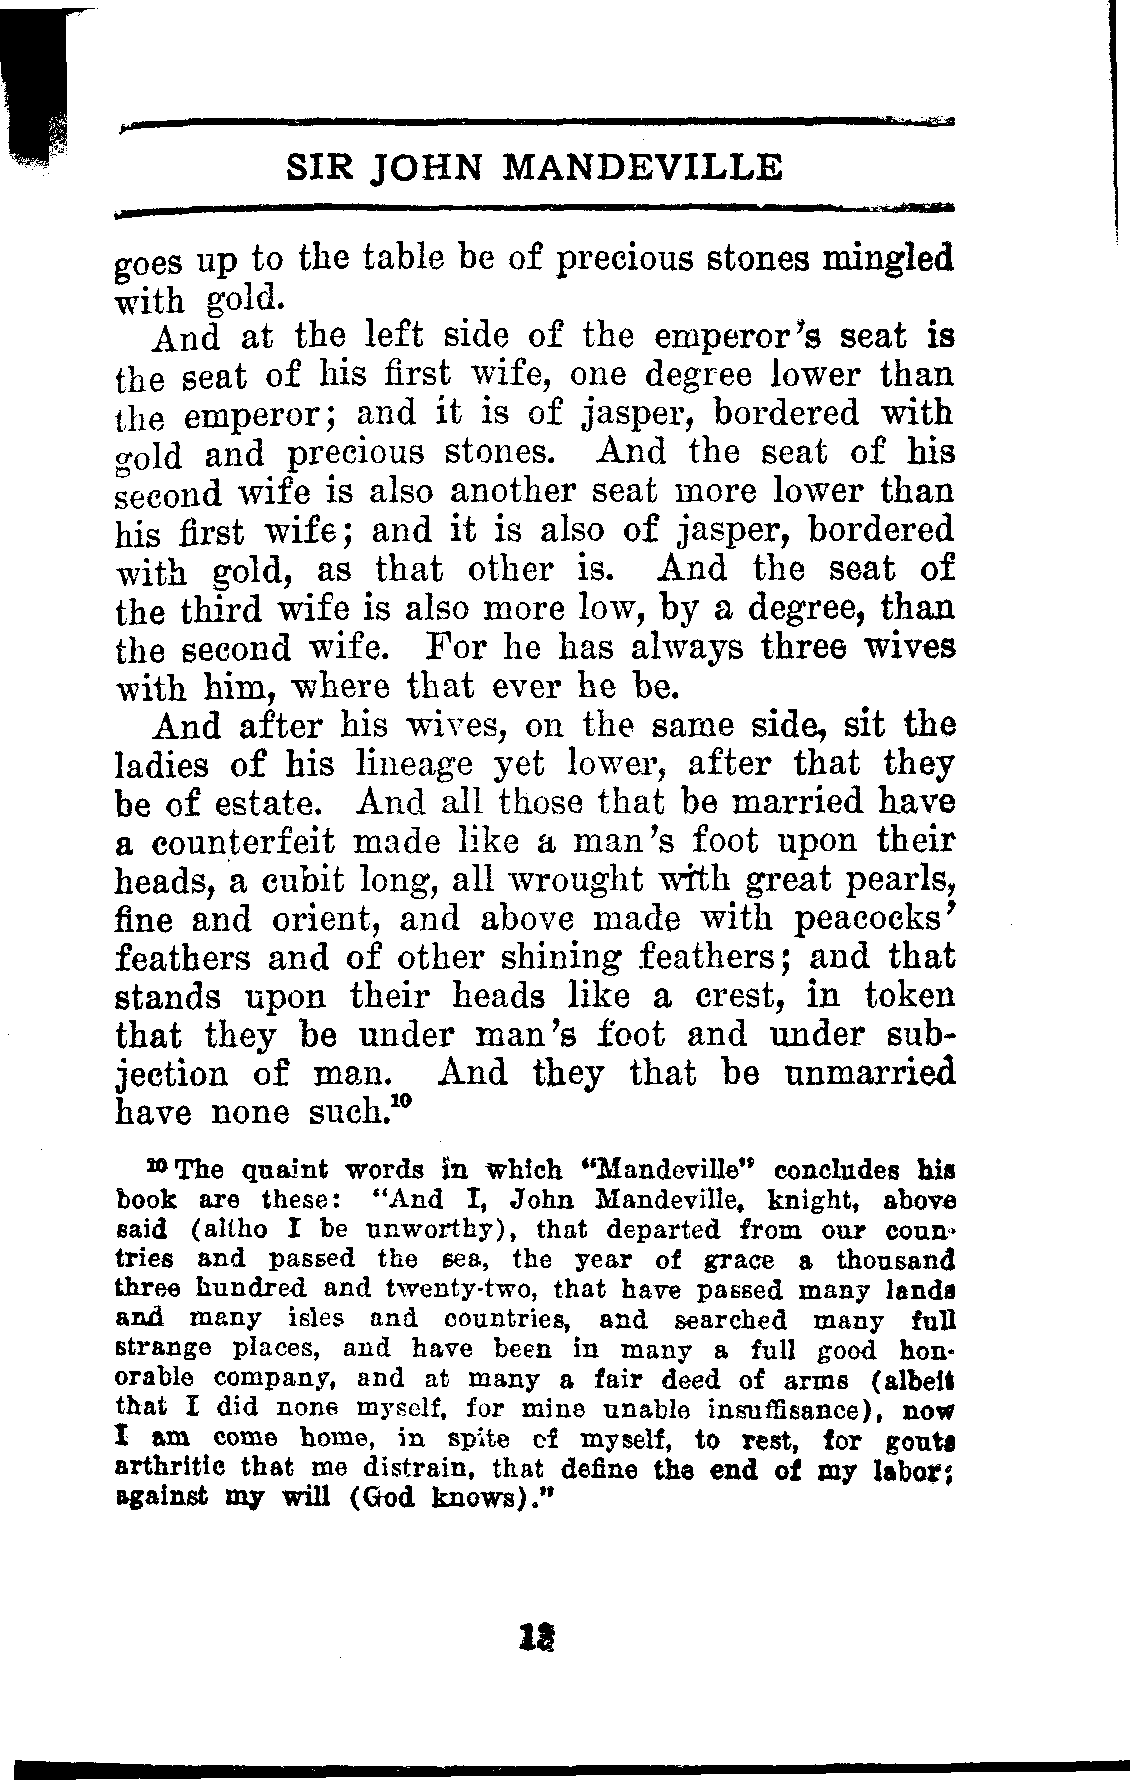 SIR JOHN MANDEVILLE
goes up to the table be of precious stones mingled
with gold.
And at the left side of the emperor's seat is
the seat of his first wife, one degree lower than
the emperor; and it is of jasper, bordered with
gold and precious stones. And the seat of his
second wife is also another seat more lower than
his first wife; and it is also of jasper, bordered
with gold, as that other is. And the seat of
the third wife is also more low, by a degree, than
the second wife. For he has always three wives
with him, where that ever he be.
And after his wives, on the same side, sit the
ladies of his lineage yet lower, after that they
be of estate. And all those that be married have
a counterfeit made like a man's foot upon their
heads, a cubit long, all wrought with great pearls,
fine and orient, and above made with peacocks'
feathers and of other shining feathers; and that
stands upon their heads like a crest, in token
that they be under man's foot and under sub-
jection of man. And they that be unmarried
have none such.¹⁰
¹⁰ The quaint words in which "Mandeville" concludes his
book are these: "And I, John Mandeville, knight, above
said (altho I be unworthy), that departed from our coun-
tries and passed the sea, the year of grace a thousand
three hundred and twenty-two, that have passed many lands
and many isles and countries, and searched many full
strange places, and have been in many a full good hon-
orable company, and at many a fair deed of arms (albeit
that I did none myself, for mine unable insuffisance), now
I am come home, in spite of myself, to rest, for gouts
arthritic that me distrain, that define the end of my labor;
against my will (God knows)."